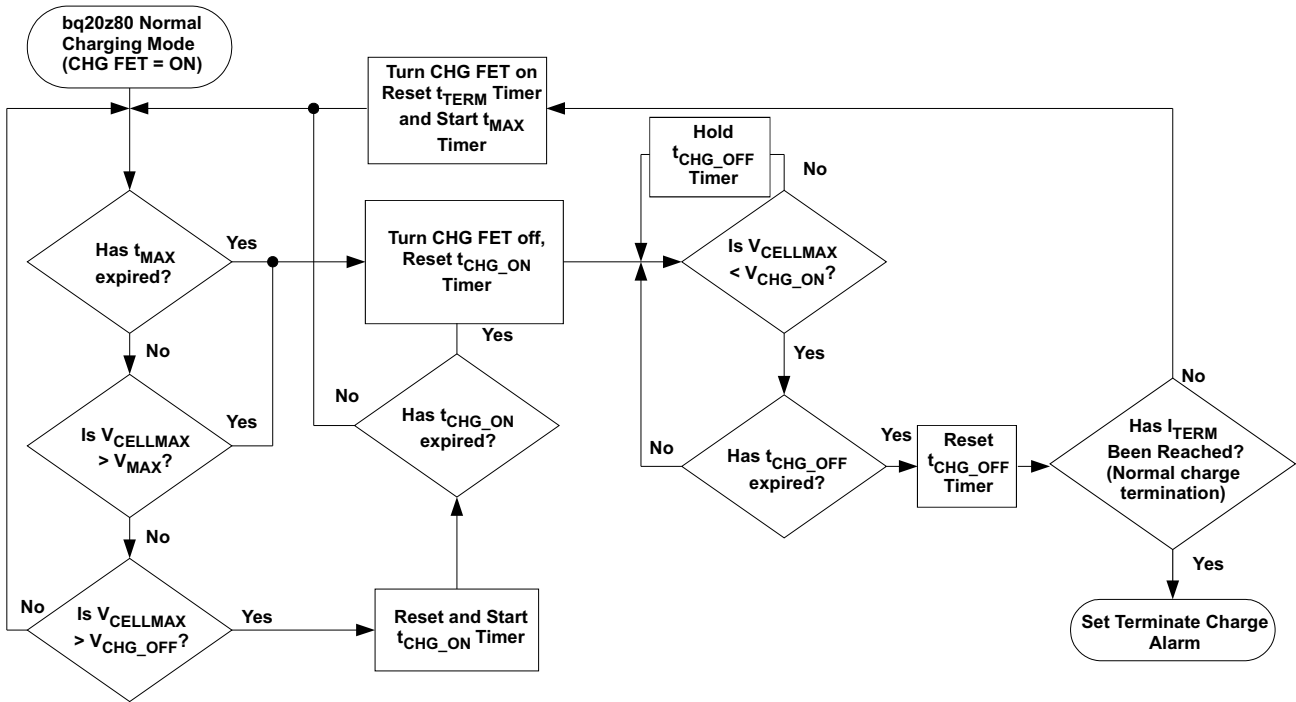 bq20z80 Normal
Charging Mode
(CHG FET = ON)
Turn CHG FET on
Reset tTERM Timer
and Start tMAX
Timer
Hold
tCHG_OFF
Timer
No
Has tMAX
expired?
Yes
Turn CHG FET off,
Reset tCHG_ON
Timer
Is VCELLMAX
< VCHG_ON?
No
Yes
Yes
Is VCELLMAX
> VMAX?
Yes
No
Has tCHG_ON
expired?
No
Has tCHG_OFF
expired?
Yes
Reset
tCHG_OFF
Timer
No
Has ITERM
Been Reached?
(Normal charge
termination)
No
Yes
No
Is VCELLMAX
> VCHG_OFF?
Yes
Reset and Start
tCHG_ON Timer
Set Terminate Charge
Alarm